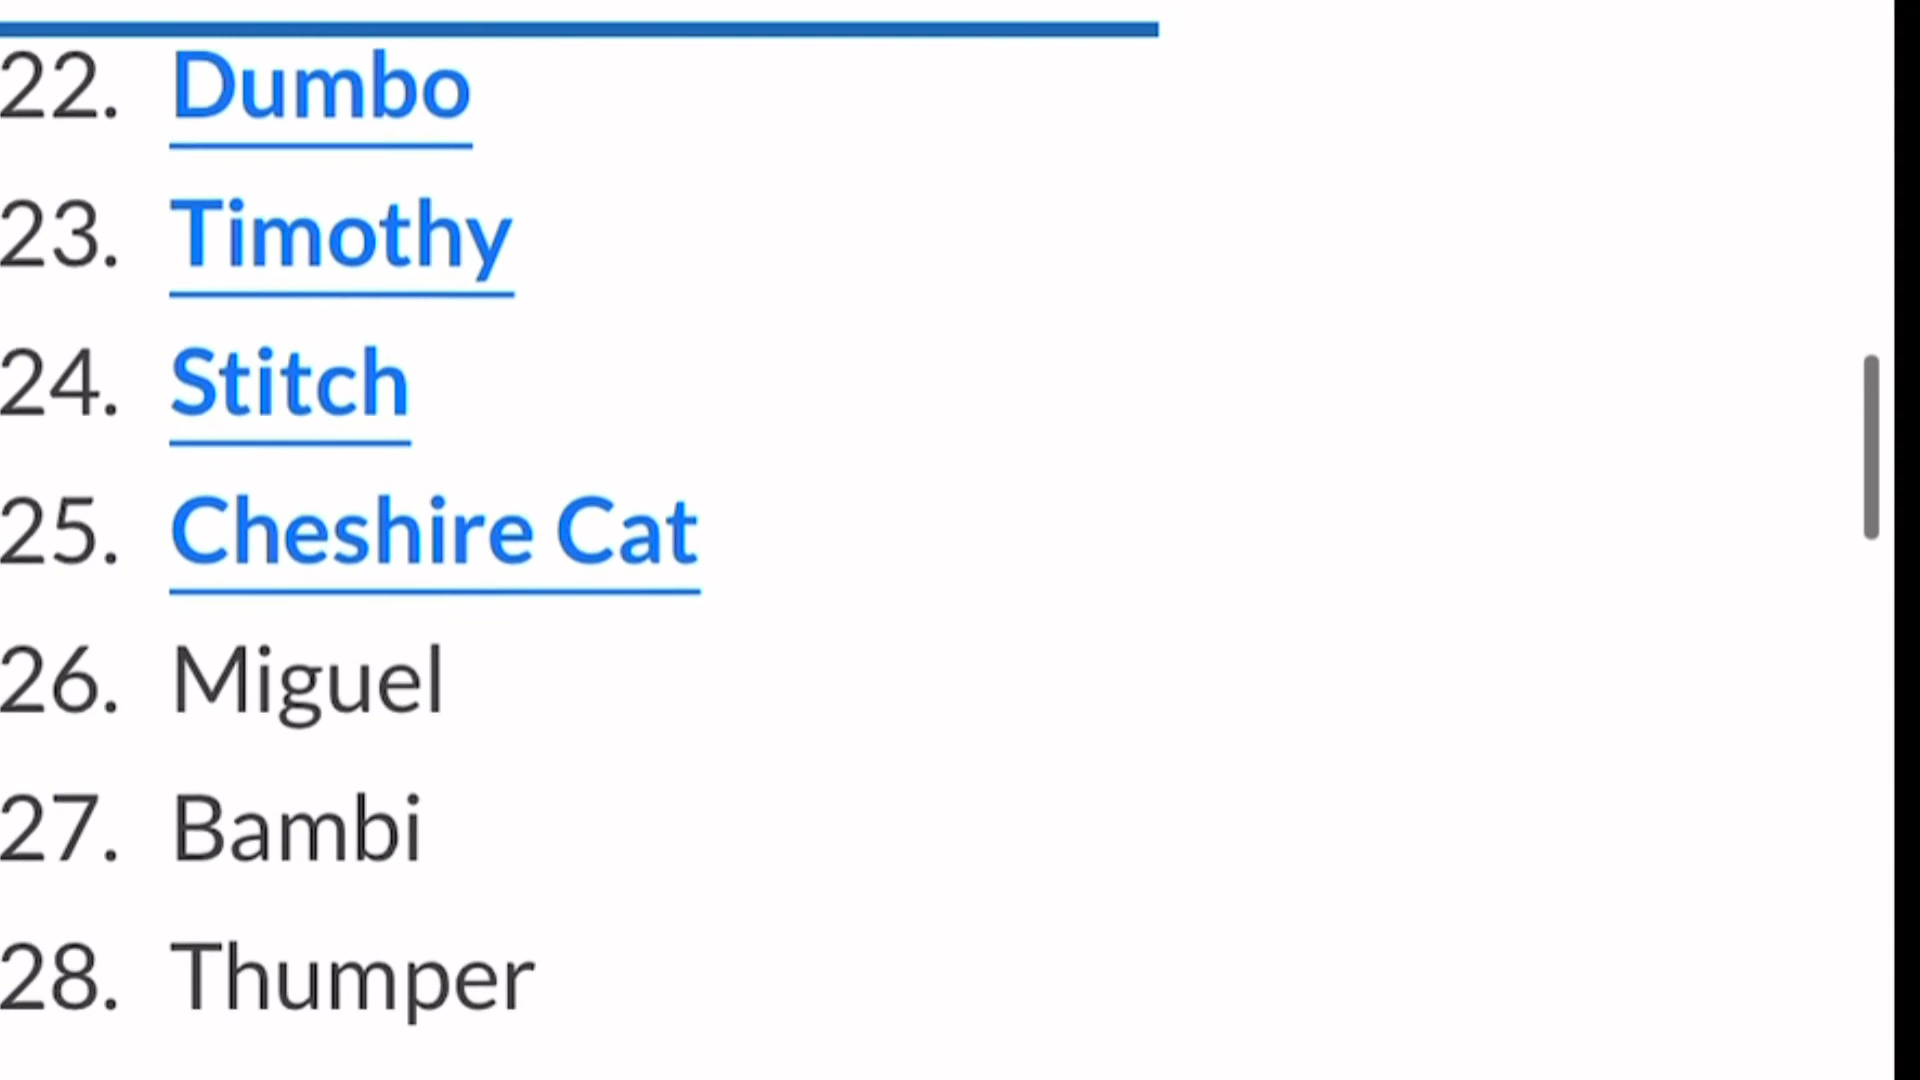 22. Dumbo
23. Timothy
24. Stitch
25. Cheshire Cat
26. Miguel
27. Bambi
28. Thumper